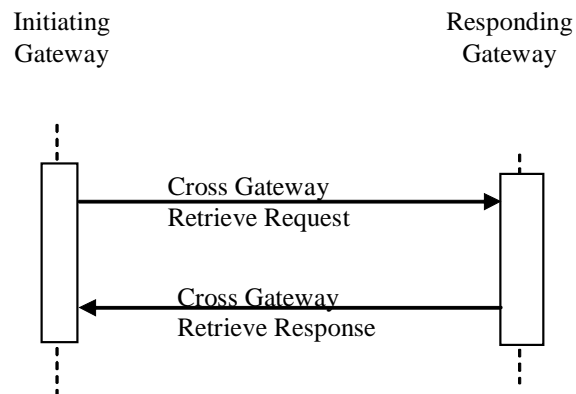 Initiating
Gateway
Responding
Gateway
Cross Gateway
Retrieve Request
Cross Gateway
Retrieve Response